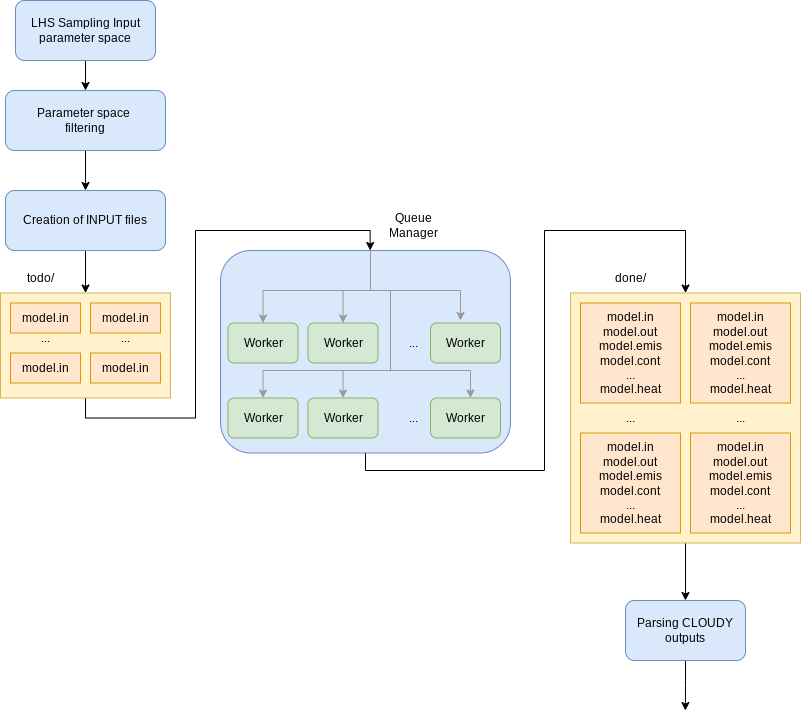 LHS Sampling Input
parameter space
Parameter space
filtering
Creation of INPUT files
todo/
model.in
model.in
...
...
model.in
model.in
Queue
Manager
Worker
Worker
...
Worker
Worker
Worker
...
Worker
done/
model.in
model.out
model.emis
model.cont
...
model.heat
model.in
model.out
model.emis
model.cont
...
model.heat
...
...
model.in
model.out
model.emis
model.cont
...
model.heat
model.in
model.out
model.emis
model.cont
...
model.heat
Parsing CLOUDY
outputs